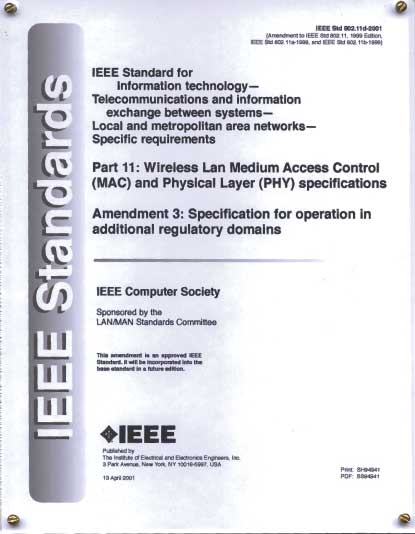 IEEE Std 802.11d-2001
(Amendment to IEEE Std 802.11, 1999 Edition,
IEEE Std 802.11a-1999, and IEEE Std 802.11b-1999)
IEEE Standards
IEEE Standard for
Information technology—
Telecommunications and information
exchange between systems—
Local and metropolitan area networks—
Specific requirements
Part 11: Wireless Lan Medium Access Control
(MAC) and Physical Layer (PHY) specifications
Amendment 3: Specification for operation in
additional regulatory domains
IEEE Computer Society
Sponsored by the
LAN/MAN Standards Committee
This amendment is an approved IEEE
Standard. It will be incorporated into the
base standard in a future edition.
IEEE
Published by
The Institute of Electrical and Electronics Engineers, Inc.
3 Park Avenue, New York, NY 10016-5997, USA
13 April 2001
Print: SH94941
PDF: SS94941